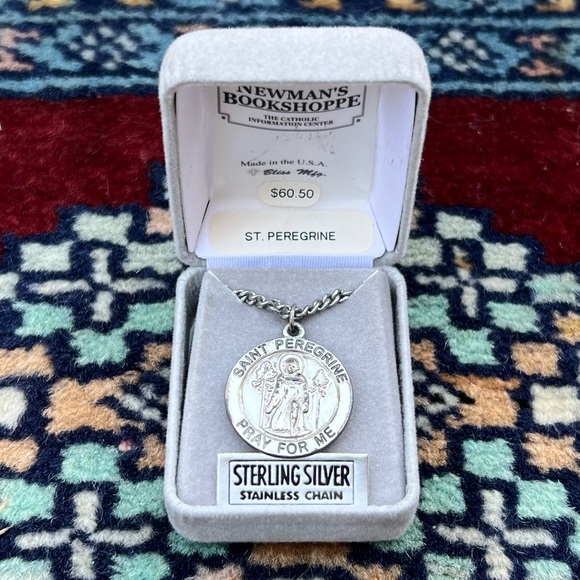 NEWMAN'S
BOOKSHOPPE
THE CATHOLIC
INFORMATION CENTER
Made in the U.S.A.
Bliss Mfg.
$60.50
ST. PEREGRINE
SAINT PEREGRINE
PRAY FOR ME
STERLING SILVER
STAINLESS CHAIN